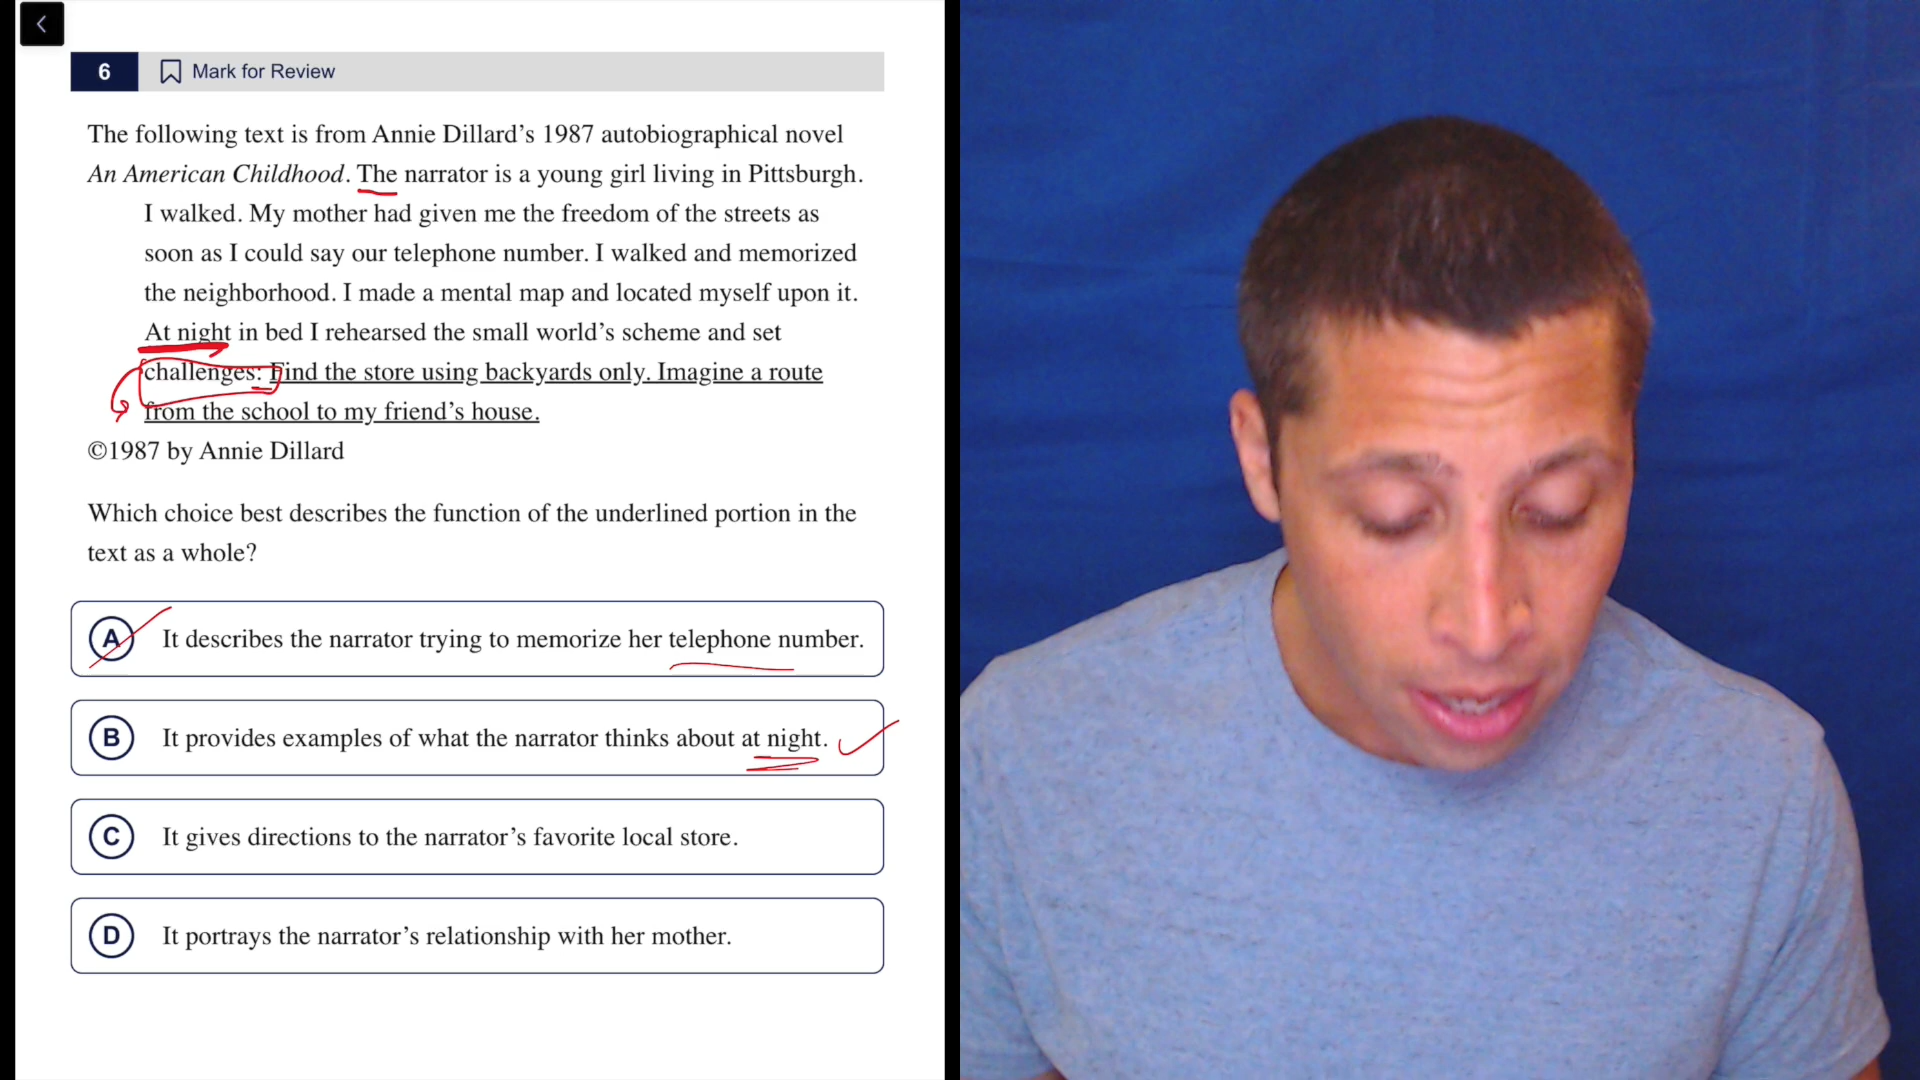 6 Mark for Review
The following text is from Annie Dillard’s 1987 autobiographical novel
An American Childhood. The narrator is a young girl living in Pittsburgh.
I walked. My mother had given me the freedom of the streets as
soon as I could say our telephone number. I walked and memorized
the neighborhood. I made a mental map and located myself upon it.
At night in bed I rehearsed the small world’s scheme and set
challenges: Find the store using backyards only. Imagine a route
from the school to my friend’s house.
©1987 by Annie Dillard
Which choice best describes the function of the underlined portion in the
text as a whole?
A It describes the narrator trying to memorize her telephone number.
B It provides examples of what the narrator thinks about at night.
C It gives directions to the narrator’s favorite local store.
D It portrays the narrator’s relationship with her mother.